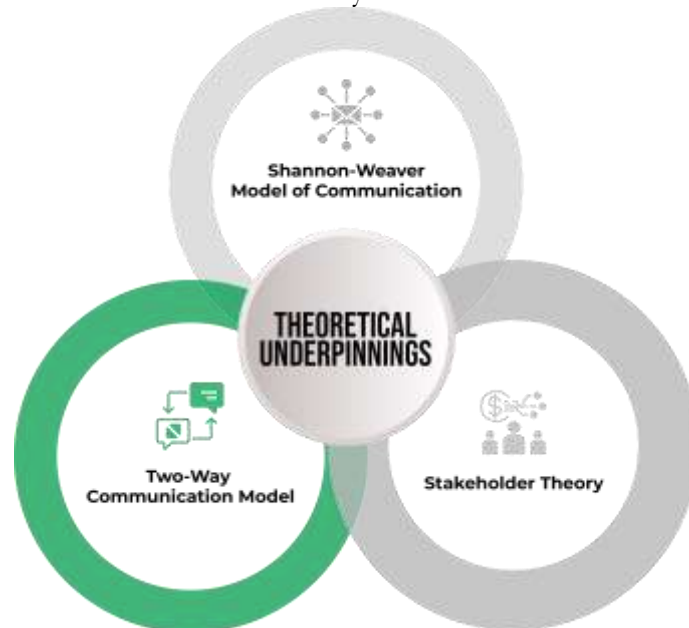 Shannon-Weaver
Model of Communication
THEORETICAL
UNDERPINNINGS
Two-Way
Communication Model
Stakeholder Theory